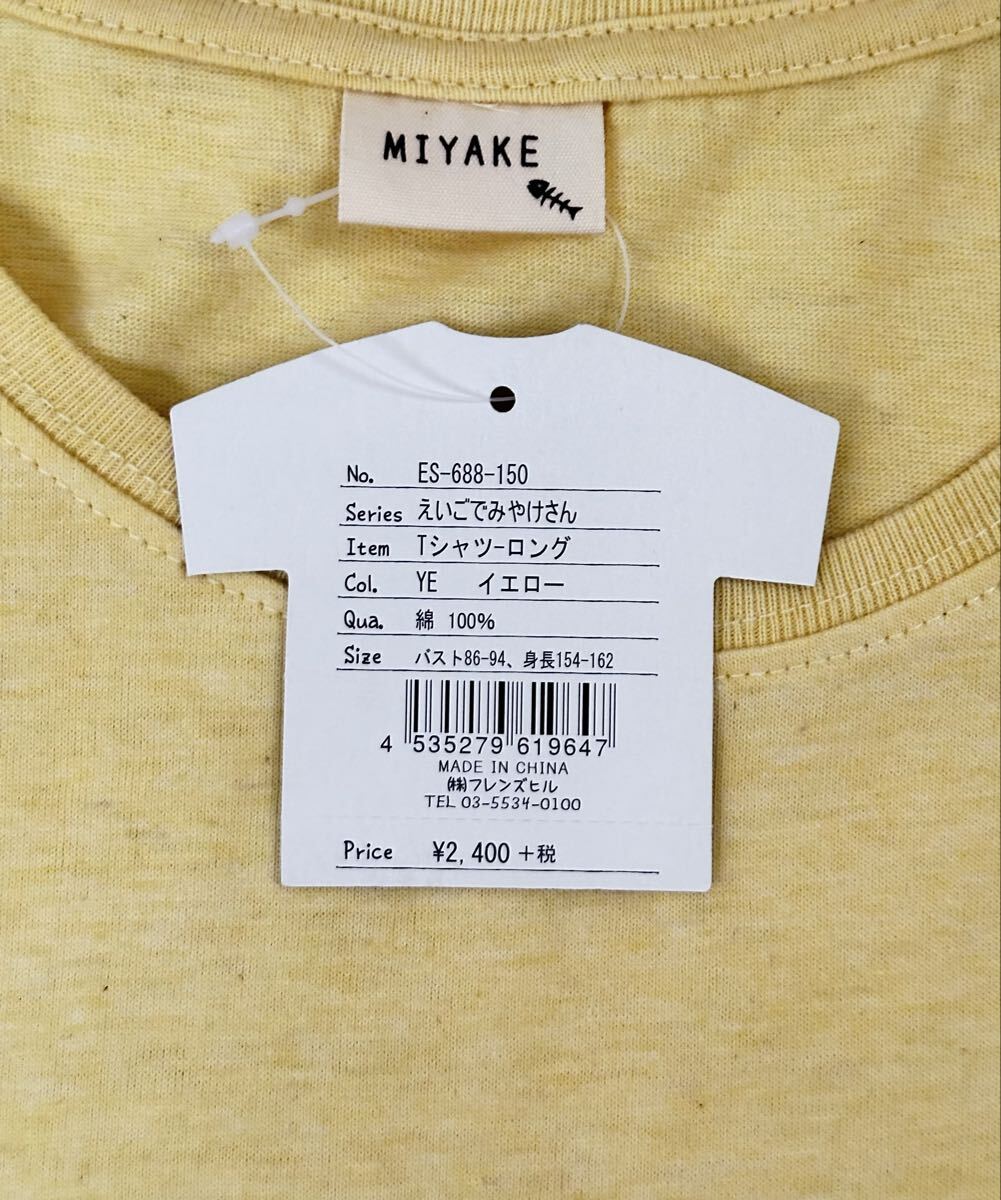 MIYAKE
No. ES-688-150
Series えいごでみやけさん
Item Tシャツ-ロング
Col. YE イエロー
Qua. 綿 100%
Size バスト86-94、身長154-162
4 535279 619647
MADE IN CHINA
㈱フレンズヒル
TEL 03-5534-0100
Price ¥2,400 +税